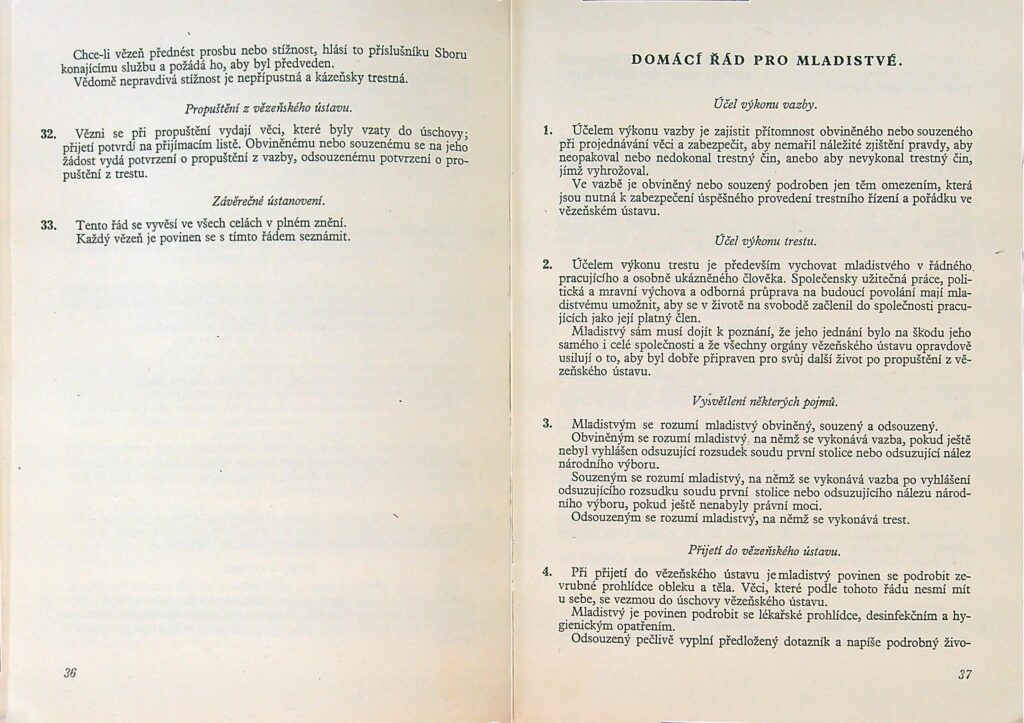 Chce-li vězeň přednést prosbu nebo stížnost, hlásí to příslušníku Sboru
konajícímu službu a požádá ho, aby byl předveden.
Vědomě nepravdivá stížnost je nepřípustná a kázeňsky trestná.
Propuštění z vězeňského ústavu.
32. Vězni se při propuštění vydají věci, které byly vzaty do úschovy;
přijetí potvrdí na přijímacím listě. Obviněnému nebo souzenému se na jeho
žádost vydá potvrzení o propuštění z vazby, odsouzenému potvrzení o pro-
puštění z trestu.
Závěrečné ústanovení.
33. Tento řád se vyvěsí ve všech celách v plném znění.
Každý vězeň je povinen se s tímto řádem seznámit.
36
DOMÁCÍ ŘÁD PRO MLADISTVÉ.
Účel výkonu vazby.
1. Účelem výkonu vazby je zajistit přítomnost obviněného nebo souzeného
při projednávání věci a zabezpečit, aby nemařil náležité zjištění pravdy, aby
neopakoval nebo nedokonal trestný čin, anebo aby nevykonal trestný čin,
jímž vyhrožoval.
Ve vazbě je obviněný nebo souzený podroben jen těm omezením, která
jsou nutná k zabezpečení úspěšného provedení trestního řízení a pořádku ve
vězeňském ústavu.
Účel výkonu trestu.
2. Účelem výkonu trestu je především vychovat mladistvého v řádného
pracujícího a osobně ukázněného člověka. Společensky užitečná práce, poli-
tická a mravní výchova a odborná průprava na budoucí povolání mají mla-
distvému umožnit, aby se v životě na svobodě začlenil do společnosti pracu-
jících jako její platný člen.
Mladistvý sám musí dojít k poznání, že jeho jednání bylo na škodu jeho
samého i celé společnosti a že všechny orgány vězeňského ústavu opravdově
usilují o to, aby byl dobře připraven pro svůj další život po propuštění z vě-
zeňského ústavu.
Vysvětlení některých pojmů.
3. Mladistvým se rozumí mladistvý obviněný, souzený a odsouzený.
Obviněným se rozumí mladistvý, na němž se vykonává vazba, pokud ještě
nebyl vyhlášen odsuzující rozsudek soudu první stolice nebo odsuzující nález
národního výboru.
Souzeným se rozumí mladistvý, na němž se vykonává vazba po vyhlášení
odsuzujícího rozsudku soudu první stolice nebo odsuzujícího nálezu národ-
ního výboru, pokud ještě nenabyly právní moci.
Odsouzeným se rozumí mladistvý, na němž se vykonává trest.
Přijetí do vězeňského ústavu.
4. Při přijetí do vězeňského ústavu je mladistvý povinen se podrobit ze-
vrubné prohlídce obleku a těla. Věci, které podle tohoto řádu nesmí mít
u sebe, se vezmou do úschovy vězeňského ústavu.
Mladistvý je povinen podrobit se lékařské prohlídce, desinfekčním a hy-
gienickým opatřením.
Odsouzený pečlivě vyplní předložený dotazník a napíše podrobný živo-
37